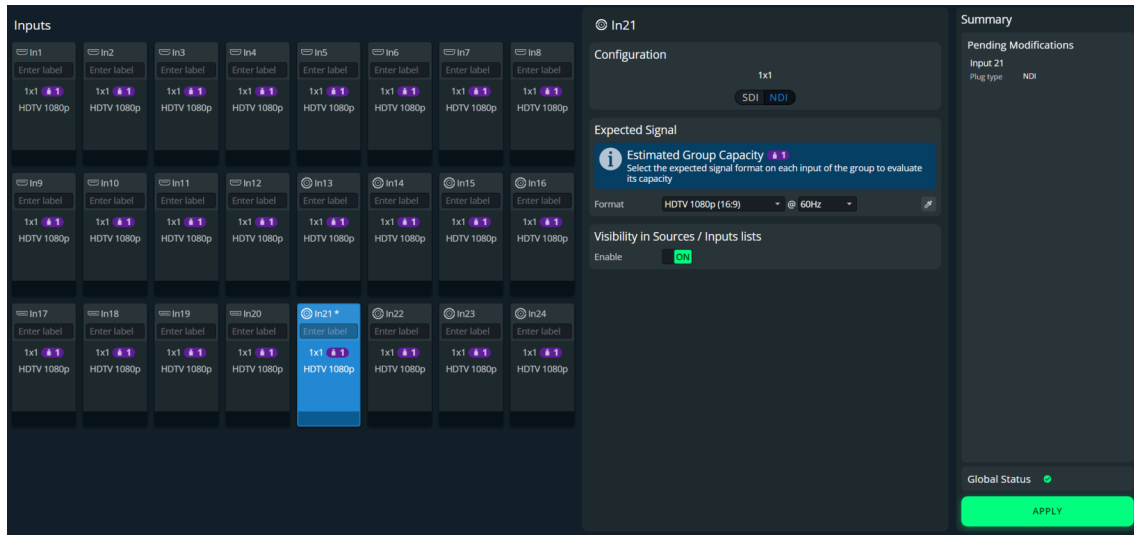 Inputs
In1 In2 In3 In4 In5 In6 In7 In8
Enter label Enter label Enter label Enter label Enter label Enter label Enter label Enter label
1x1 1 1x1 1 1x1 1 1x1 1 1x1 1 1x1 1 1x1 1 1x1 1
HDTV 1080p HDTV 1080p HDTV 1080p HDTV 1080p HDTV 1080p HDTV 1080p HDTV 1080p HDTV 1080p
In9 In10 In11 In12 In13 In14 In15 In16
Enter label Enter label Enter label Enter label Enter label Enter label Enter label Enter label
1x1 1 1x1 1 1x1 1 1x1 1 1x1 1 1x1 1 1x1 1 1x1 1
HDTV 1080p HDTV 1080p HDTV 1080p HDTV 1080p HDTV 1080p HDTV 1080p HDTV 1080p HDTV 1080p
In17 In18 In19 In20 In21 * In22 In23 In24
Enter label Enter label Enter label Enter label Enter label Enter label Enter label Enter label
1x1 1 1x1 1 1x1 1 1x1 1 1x1 1 1x1 1 1x1 1 1x1 1
HDTV 1080p HDTV 1080p HDTV 1080p HDTV 1080p HDTV 1080p HDTV 1080p HDTV 1080p HDTV 1080p
In21
Configuration
1x1
SDI NDI
Expected Signal
Estimated Group Capacity 1
Select the expected signal format on each input of the group to evaluate
its capacity
Format HDTV 1080p (16:9) @ 60Hz
Visibility in Sources / Inputs lists
Enable ON
Summary
Pending Modifications
Input 21
Plug type NDI
Global Status
APPLY